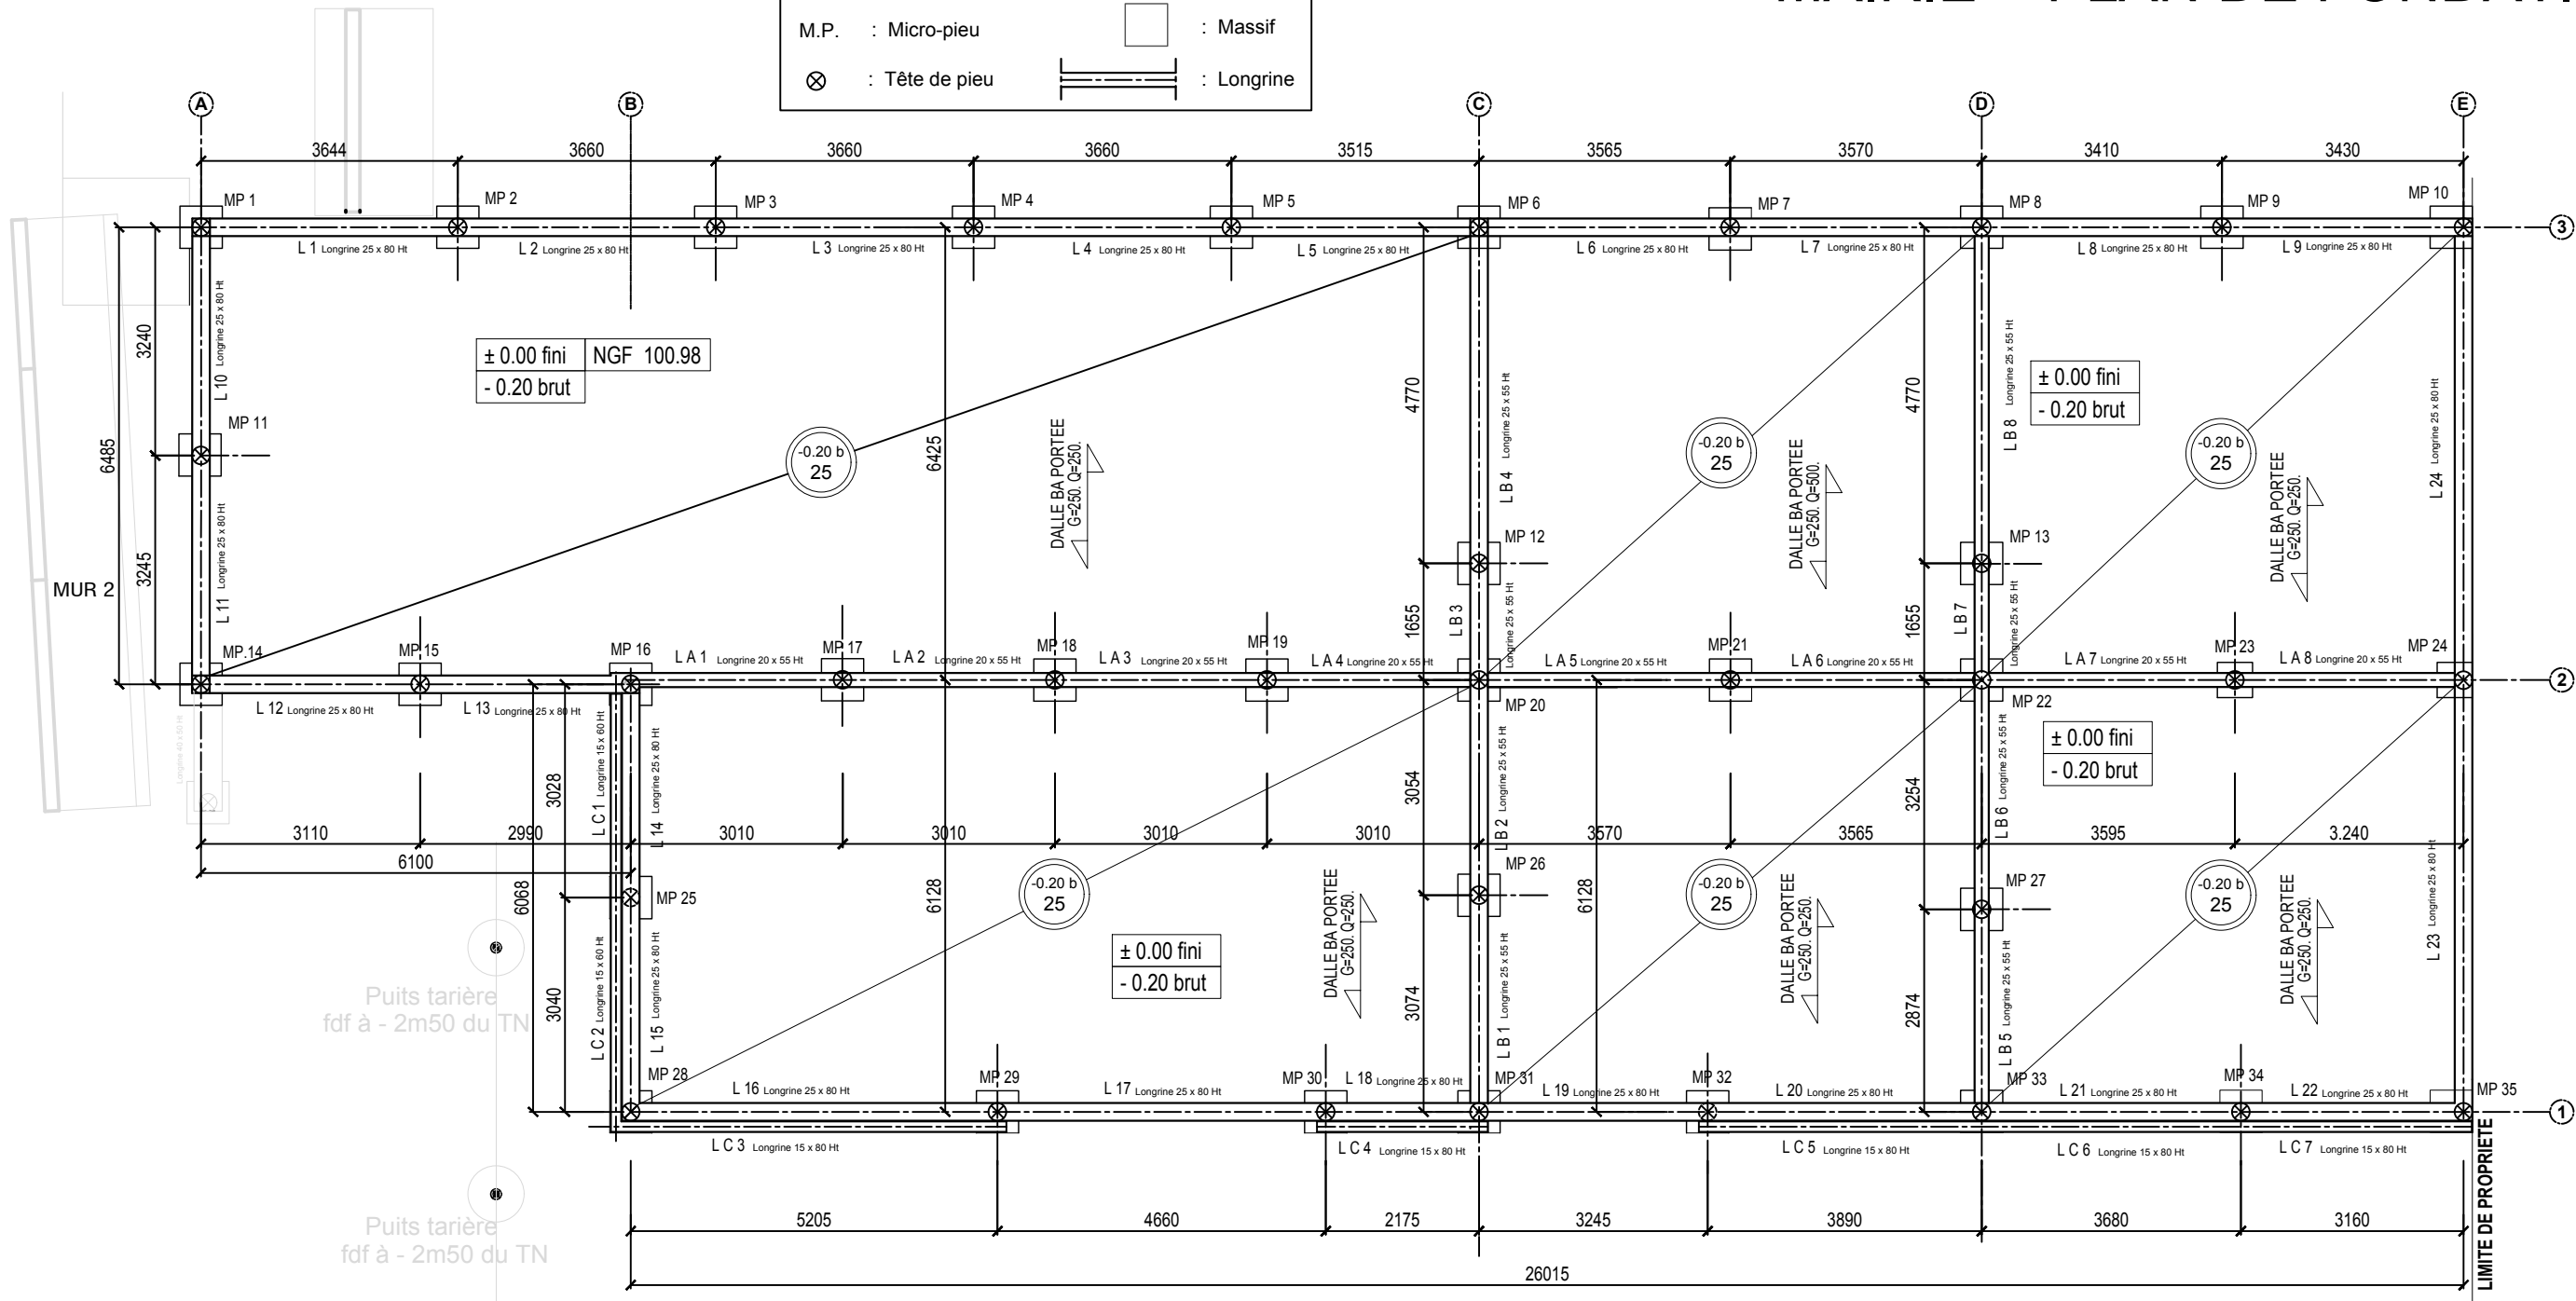 M.P. : Micro-pieu
: Massif
: Tête de pieu
: Longrine
A
B
C
D
E
3644
3660
3660
3660
3515
3565
3570
3410
3430
MP 1
MP 2
MP 3
MP 4
MP 5
MP 6
MP 7
MP 8
MP 9
MP 10
3
L 1 Longrine 25 x 80 Ht
L 2 Longrine 25 x 80 Ht
L 3 Longrine 25 x 80 Ht
L 4 Longrine 25 x 80 Ht
L 5 Longrine 25 x 80 Ht
L 6 Longrine 25 x 80 Ht
L 7 Longrine 25 x 80 Ht
L 8 Longrine 25 x 80 Ht
L 9 Longrine 25 x 80 Ht
6485
3240
3245
L 10 Longrine 25 x 80 Ht
L 11 Longrine 25 x 80 Ht
MP 11
MUR 2
± 0.00 fini NGF 100.98
- 0.20 brut
-0.20 b
25
6425
DALLE BA PORTEE
G=250. Q=250.
4770
1655
L B 4 Longrine 25 x 55 Ht
L B 3 Longrine 25 x 55 Ht
MP 12
-0.20 b
25
DALLE BA PORTEE
G=250. Q=500.
4770
1655
L B 8 Longrine 25 x 55 Ht
L B 7 Longrine 25 x 55 Ht
MP 13
± 0.00 fini
- 0.20 brut
-0.20 b
25
DALLE BA PORTEE
G=250. Q=250.
L 24 Longrine 25 x 80 Ht
MP.14
MP 15
MP 16
MP 17
MP 18
MP 19
MP 20
MP 21
MP 22
MP 23
MP 24
2
L A 1 Longrine 20 x 55 Ht
L A 2 Longrine 20 x 55 Ht
L A 3 Longrine 20 x 55 Ht
L A 4 Longrine 20 x 55 Ht
L A 5 Longrine 20 x 55 Ht
L A 6 Longrine 20 x 55 Ht
L A 7 Longrine 20 x 55 Ht
L A 8 Longrine 20 x 55 Ht
L 12 Longrine 25 x 80 Ht
L 13 Longrine 25 x 80 Ht
Longrine 40 x 50 Ht
L C 1 Longrine 15 x 60 Ht
L 14 Longrine 25 x 80 Ht
L C 2 Longrine 15 x 60 Ht
L 15 Longrine 25 x 80 Ht
3028
3040
6068
3110
2990
3010
3010
3010
3010
3570
3565
3595
3.240
6100
MP 25
6128
-0.20 b
25
± 0.00 fini
- 0.20 brut
DALLE BA PORTEE
G=250. Q=250.
3054
3074
L B 2 Longrine 25 x 55 Ht
L B 1 Longrine 25 x 55 Ht
MP 26
6128
-0.20 b
25
DALLE BA PORTEE
G=250. Q=250.
3254
2874
L B 6 Longrine 25 x 55 Ht
L B 5 Longrine 25 x 55 Ht
MP 27
± 0.00 fini
- 0.20 brut
-0.20 b
25
DALLE BA PORTEE
G=250. Q=250.
L 23 Longrine 25 x 80 Ht
Puits tarière
fdf à - 2m50 du TN
Puits tarière
fdf à - 2m50 du TN
MP 28
MP 29
MP 30
MP 31
MP 32
MP 33
MP 34
MP 35
1
L 16 Longrine 25 x 80 Ht
L 17 Longrine 25 x 80 Ht
L 18 Longrine 25 x 80 Ht
L 19 Longrine 25 x 80 Ht
L 20 Longrine 25 x 80 Ht
L 21 Longrine 25 x 80 Ht
L 22 Longrine 25 x 80 Ht
L C 3 Longrine 15 x 80 Ht
L C 4 Longrine 15 x 80 Ht
L C 5 Longrine 15 x 80 Ht
L C 6 Longrine 15 x 80 Ht
L C 7 Longrine 15 x 80 Ht
5205
4660
2175
3245
3890
3680
3160
26015
LIMITE DE PROPRIETE